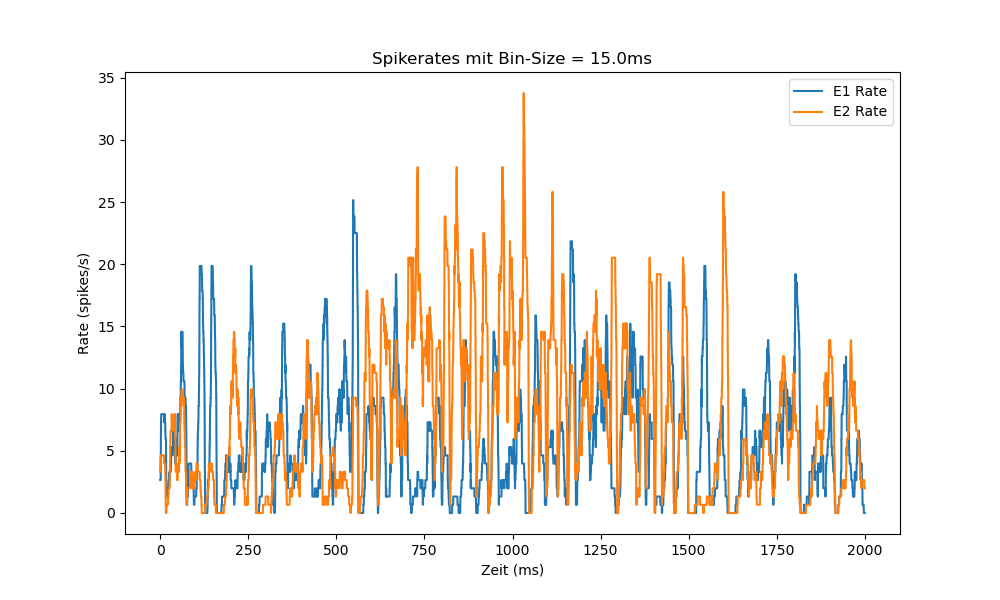 Spikerates mit Bin-Size = 15.0ms
E1 Rate
E2 Rate
Rate (spikes/s)
35
30
25
20
15
10
5
0
0 250 500 750 1000 1250 1500 1750 2000
Zeit (ms)